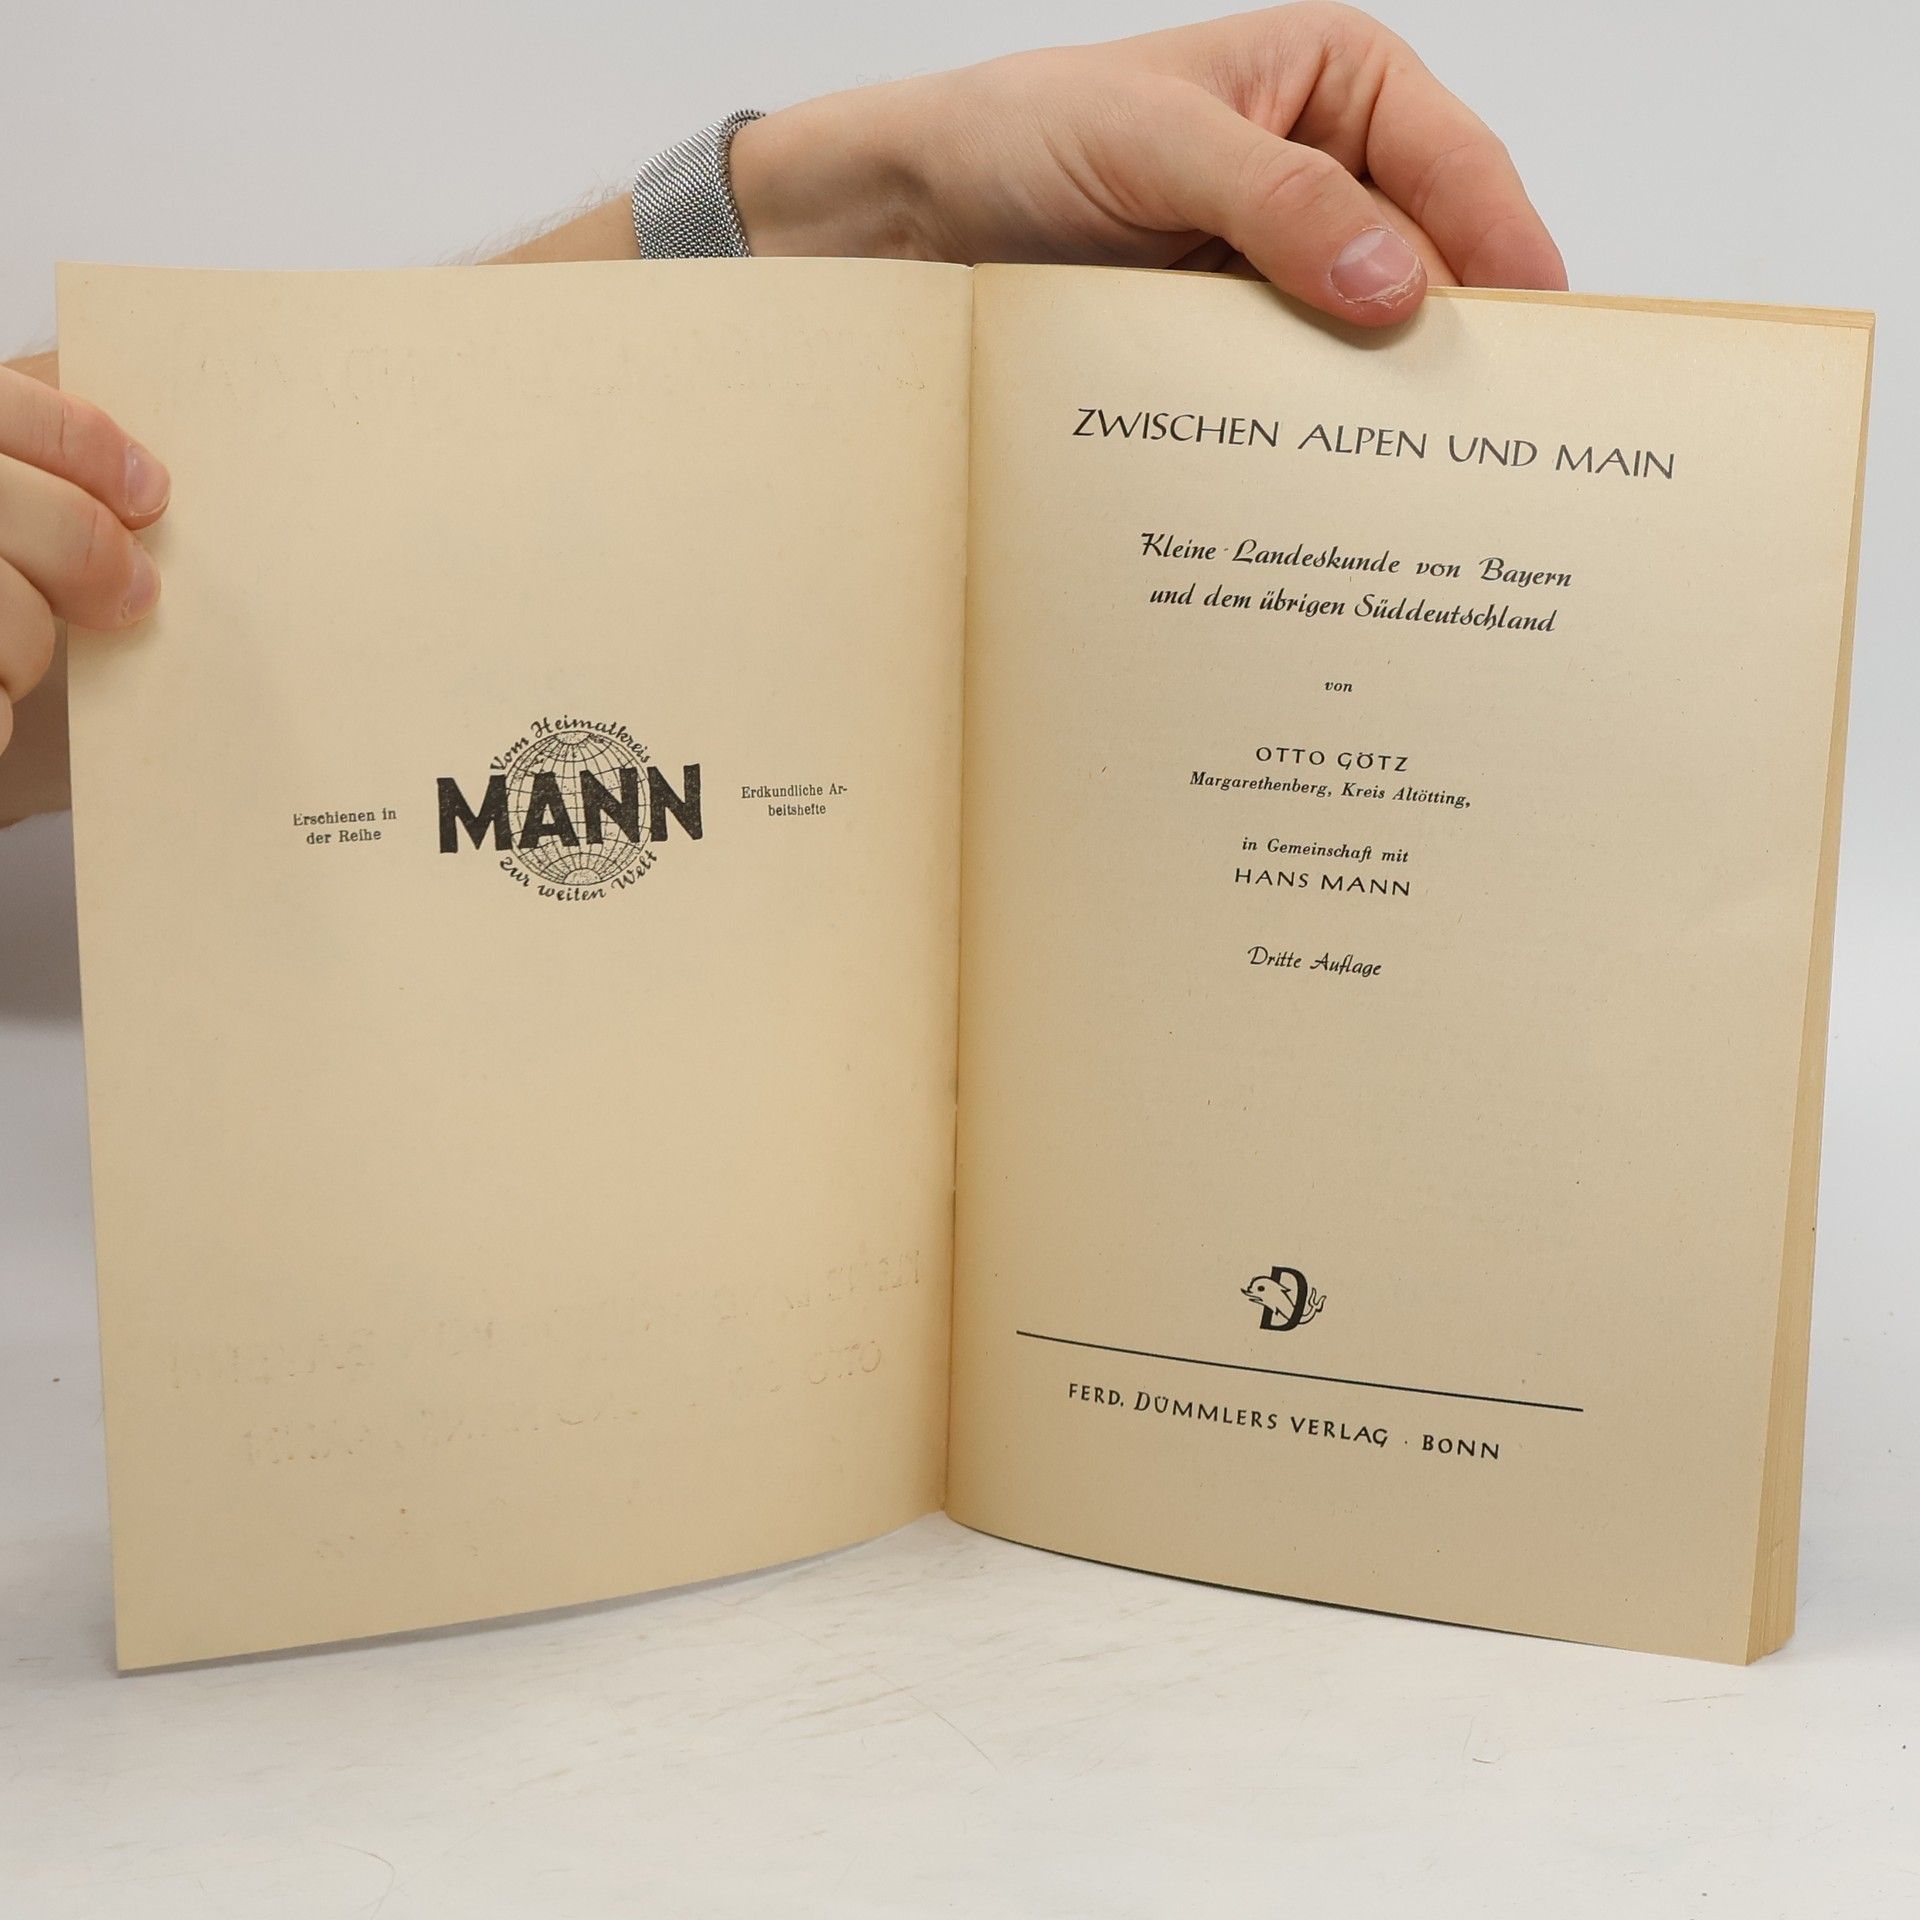 Erschienen in
der Reihe
Vom Heimatkreis
MANN
zur weiten Welt
Erdkundliche Ar-
beitshefte
ZWISCHEN ALPEN UND MAIN
Kleine Landeskunde von Bayern
und dem übrigen Süddeutschland
von
OTTO GÖTZ
Margarethenberg, Kreis Altötting,
in Gemeinschaft mit
HANS MANN
Dritte Auflage
D
FERD. DÜMMLERS VERLAG · BONN